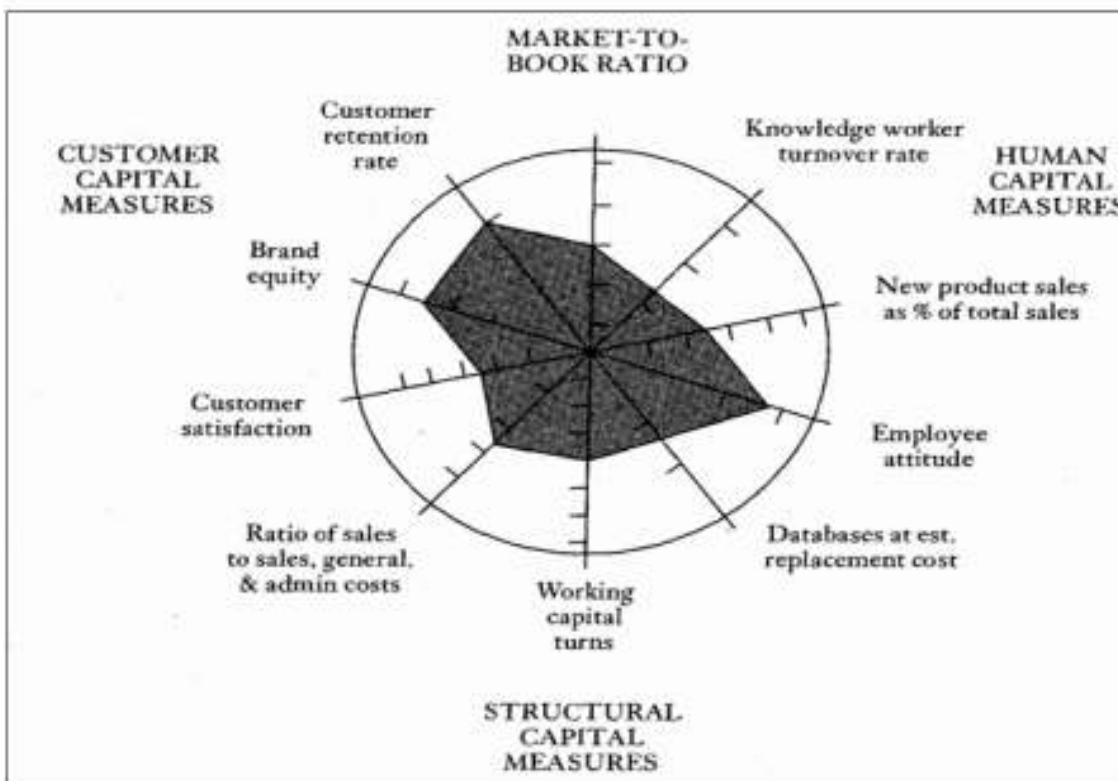 MARKET-TO-
BOOK RATIO
Customer
retention
rate
Knowledge worker
turnover rate
CUSTOMER
CAPITAL
MEASURES
HUMAN
CAPITAL
MEASURES
Brand
equity
New product sales
as % of total sales
Customer
satisfaction
Employee
attitude
Ratio of sales
to sales, general,
& admin costs
Databases at est.
replacement cost
Working
capital
turns
STRUCTURAL
CAPITAL
MEASURES